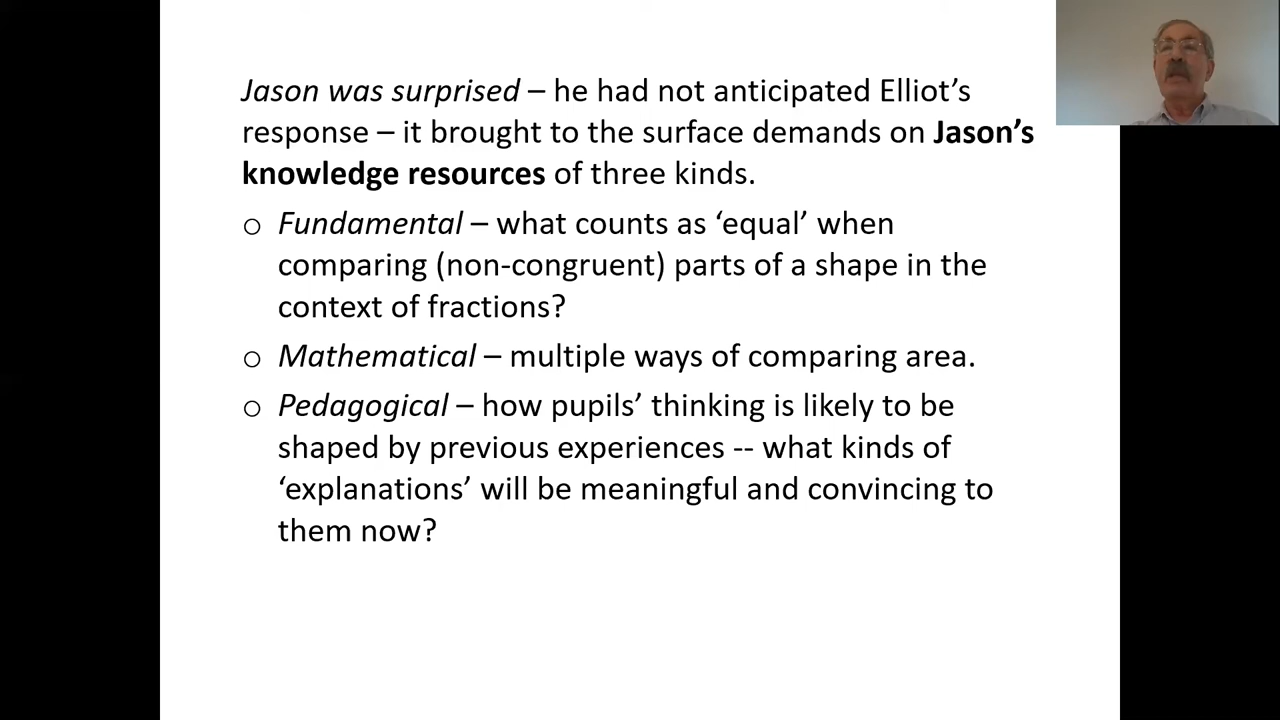 Jason was surprised – he had not anticipated Elliot’s
response – it brought to the surface demands on Jason’s
knowledge resources of three kinds.
o Fundamental – what counts as ‘equal’ when
comparing (non-congruent) parts of a shape in the
context of fractions?
o Mathematical – multiple ways of comparing area.
o Pedagogical – how pupils’ thinking is likely to be
shaped by previous experiences -- what kinds of
‘explanations’ will be meaningful and convincing to
them now?